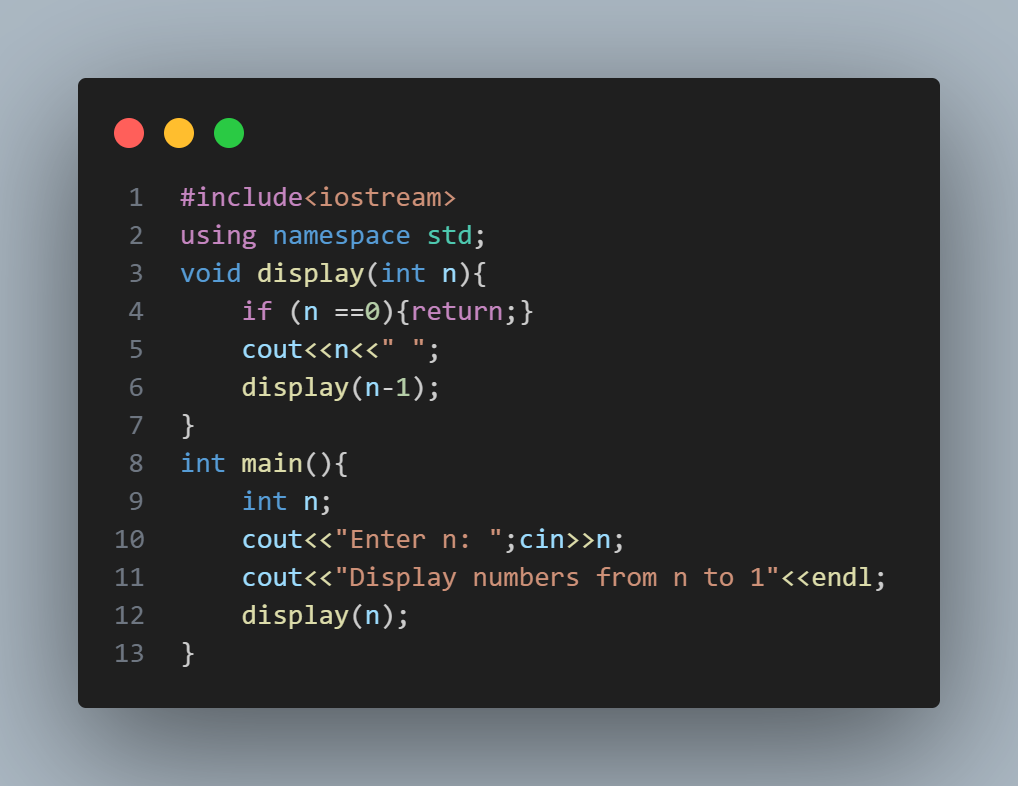 1 #include<iostream>
2 using namespace std;
3 void display(int n){
4     if (n ==0){return;}
5     cout<<n<<" ";
6     display(n-1);
7 }
8 int main(){
9     int n;
10     cout<<"Enter n: ";cin>>n;
11     cout<<"Display numbers from n to 1"<<endl;
12     display(n);
13 }